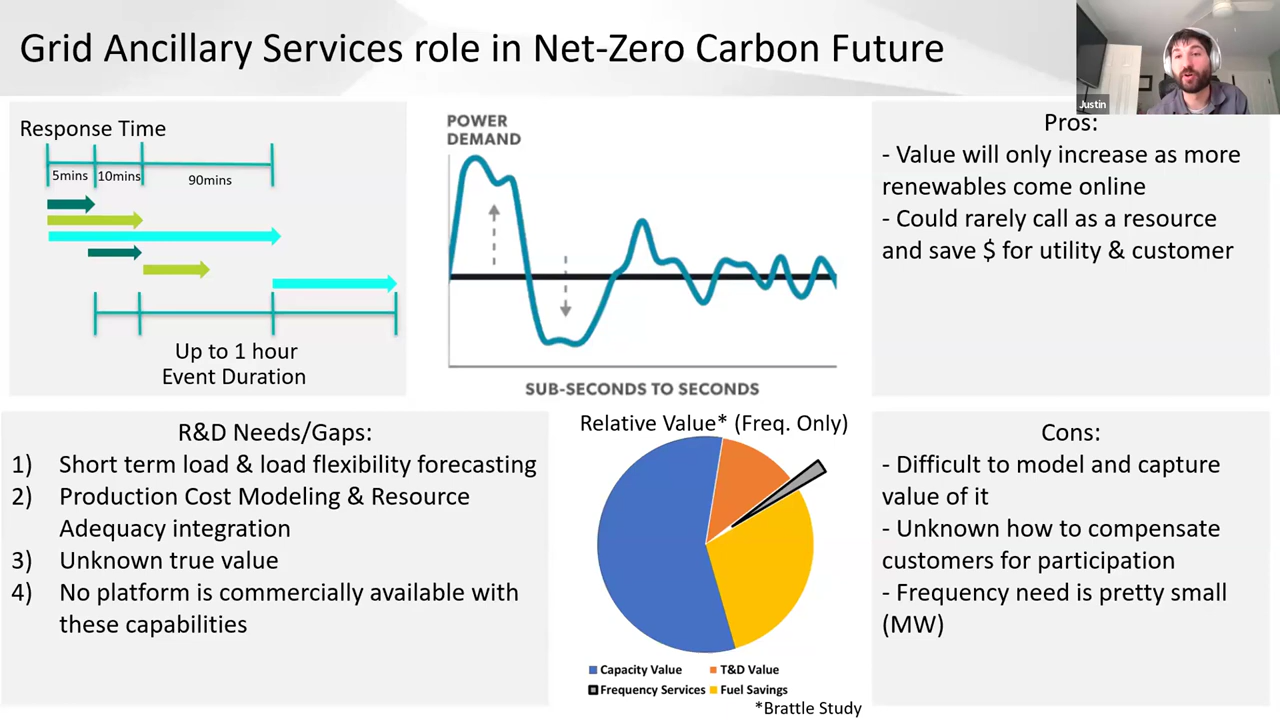 Grid Ancillary Services role in Net-Zero Carbon Future
Justin
Response Time
5mins
10mins
90mins
Up to 1 hour
Event Duration
POWER
DEMAND
SUB-SECONDS TO SECONDS
Pros:
- Value will only increase as more
renewables come online
- Could rarely call as a resource
and save $ for utility & customer
R&D Needs/Gaps:
1) Short term load & load flexibility forecasting
2) Production Cost Modeling & Resource
Adequacy integration
3) Unknown true value
4) No platform is commercially available with
these capabilities
Relative Value* (Freq. Only)
Capacity Value
T&D Value
Frequency Services
Fuel Savings
*Brattle Study
Cons:
- Difficult to model and capture
value of it
- Unknown how to compensate
customers for participation
- Frequency need is pretty small
(MW)